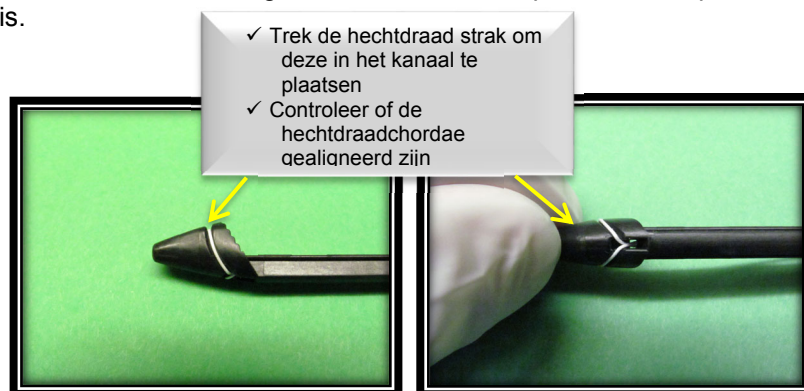 is.
✓ Trek de hechtdraad strak om
deze in het kanaal te
plaatsen
✓ Controleer of de
hechtdraadchordae
gealigneerd zijn